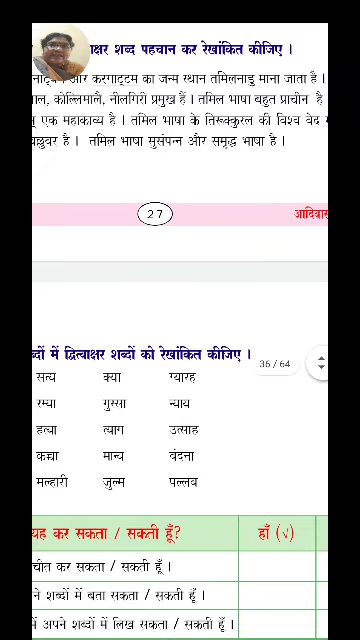 क्षर शब्द पहचान कर रेखांकित कीजिए ।
और करगाट्टम का जन्म स्थान तमिलनाडु माना जाता है ।
कोल्लिमालै, नीलगिरी प्रमुख हैं । तमिल भाषा बहुत प्राचीन है
एक महाकाव्य है । तमिल भाषा के तिरूक्कुरल की विश्व वेद
है । तमिल भाषा सुसंपन्न और समृद्ध भाषा है ।
27
ब्दों में द्वित्वाक्षर शब्दों को रेखांकित कीजिए ।
36 / 64
सत्य क्या ग्यारह
रम्या गुस्सा न्याय
हत्या त्याग उत्साह
कच्चा मान्य वंदना
मल्हारी जुल्म पल्लव
यह कर सकता / सकती हूँ? हाँ (√)
चीत कर सकता / सकती हूँ ।
ने शब्दों में बता सकता / सकती हूँ ।
में अपने शब्दों में लिख सकता / सकती हूँ ।